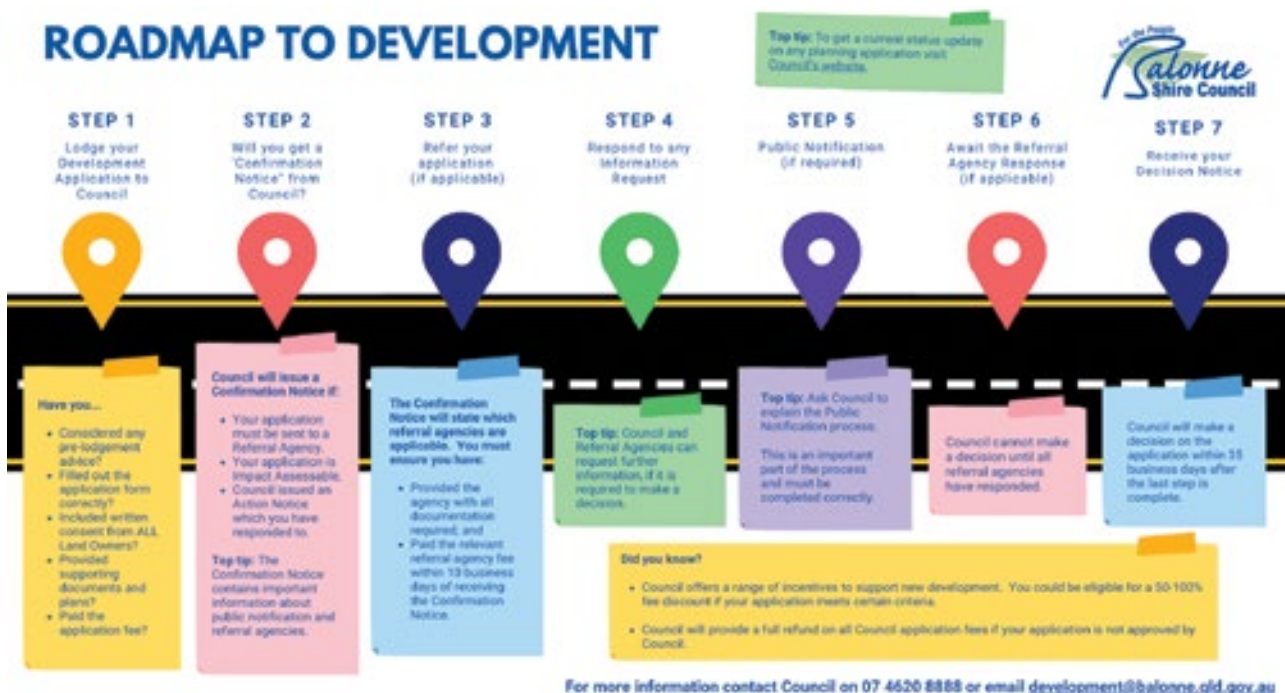 ROADMAP TO DEVELOPMENT
Top tip: To get a current status update
on any planning application visit
Council's website.
For the People
Balonne
Shire Council
STEP 1
Lodge your
Development
Application to
Council
STEP 2
Will you get a
"Confirmation
Notice" from
Council?
STEP 3
Refer your
application
(if applicable)
STEP 4
Respond to any
Information
Request
STEP 5
Public Notification
(if required)
STEP 6
Await the Referral
Agency Response
(if applicable)
STEP 7
Receive your
Decision Notice
Have you...
• Considered any
pre-lodgement
advice?
• Filled out the
application form
correctly?
• Included written
consent from ALL
Land Owners?
• Provided
supporting
documents and
plans?
• Paid the
application fee?
Council will issue a
Confirmation Notice if:
• Your application
must be sent to a
Referral Agency.
• Your application is
Impact Assessable.
• Council issued an
Action Notice
which you have
responded to.
Top tip: The
Confirmation Notice
contains important
information about
public notification and
referral agencies.
The Confirmation
Notice will state which
referral agencies are
applicable. You must
ensure you have:
• Provided the
agency with all
documentation
required; and
• Paid the relevant
referral agency fee
within 10 business
days of receiving
the Confirmation
Notice.
Top tip: Council and
Referral Agencies can
request further
information, if it is
required to make a
decision.
Top tip: Ask Council to
explain the Public
Notification process.
This is an important
part of the process
and must be
completed correctly.
Council cannot make
a decision until all
referral agencies
have responded.
Council will make a
decision on the
application within 35
business days after
the last step is
complete.
Did you know?
• Council offers a range of incentives to support new development. You could be eligible for a 50-100%
fee discount if your application meets certain criteria.
• Council will provide a full refund on all Council application fees if your application is not approved by
Council.
For more information contact Council on 07 4620 8888 or email development@balonne.qld.gov.au